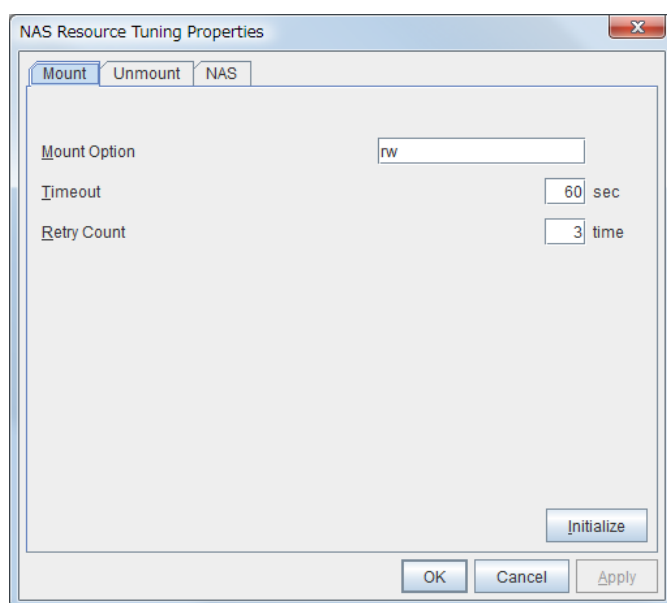 NAS Resource Tuning Properties
Mount Unmount NAS
Mount Option rw
Timeout 60 sec
Retry Count 3 time
Initialize
OK Cancel Apply